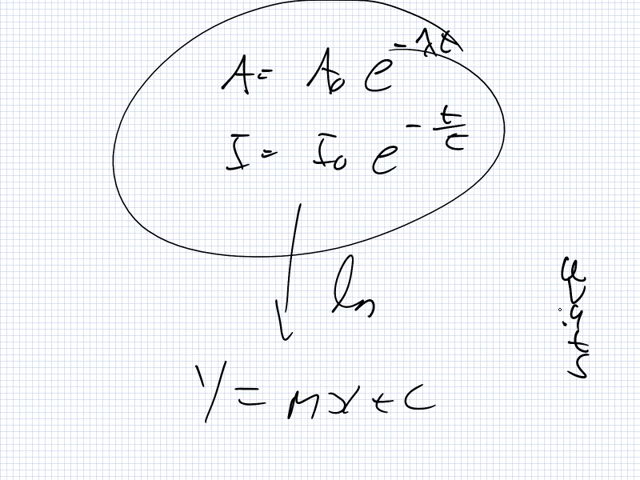 A = A₀ e^{-λt}
I = I₀ e^{-t/τ}
ln
y = mx + c